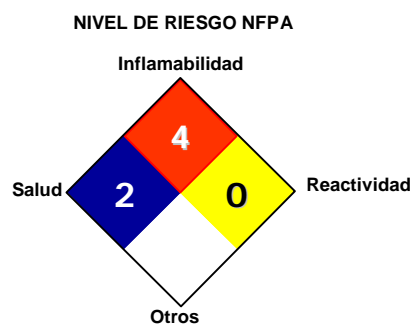 NIVEL DE RIESGO NFPA
Inflamabilidad
4
Salud
2
0
Reactividad
Otros